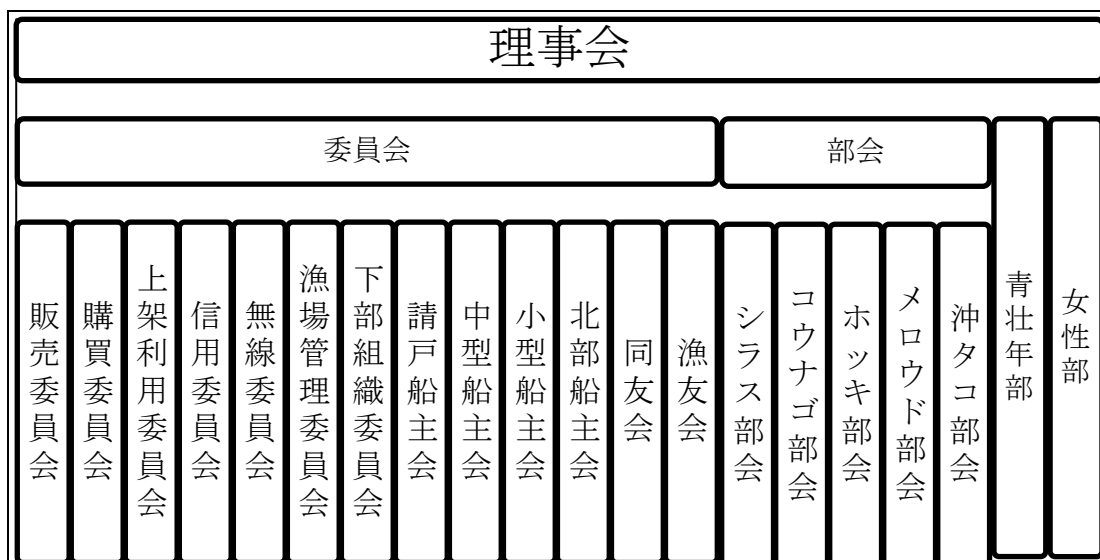 理事会
委員会
部会
販売委員会
購買委員会
上架利用委員会
信用委員会
無線委員会
漁場管理委員会
下部組織委員会
請戸船主会
中型船主会
小型船主会
北部船主会
同友会
漁友会
シラス部会
コウナゴ部会
ホッキ部会
メロウド部会
沖タコ部会
青壮年部
女性部